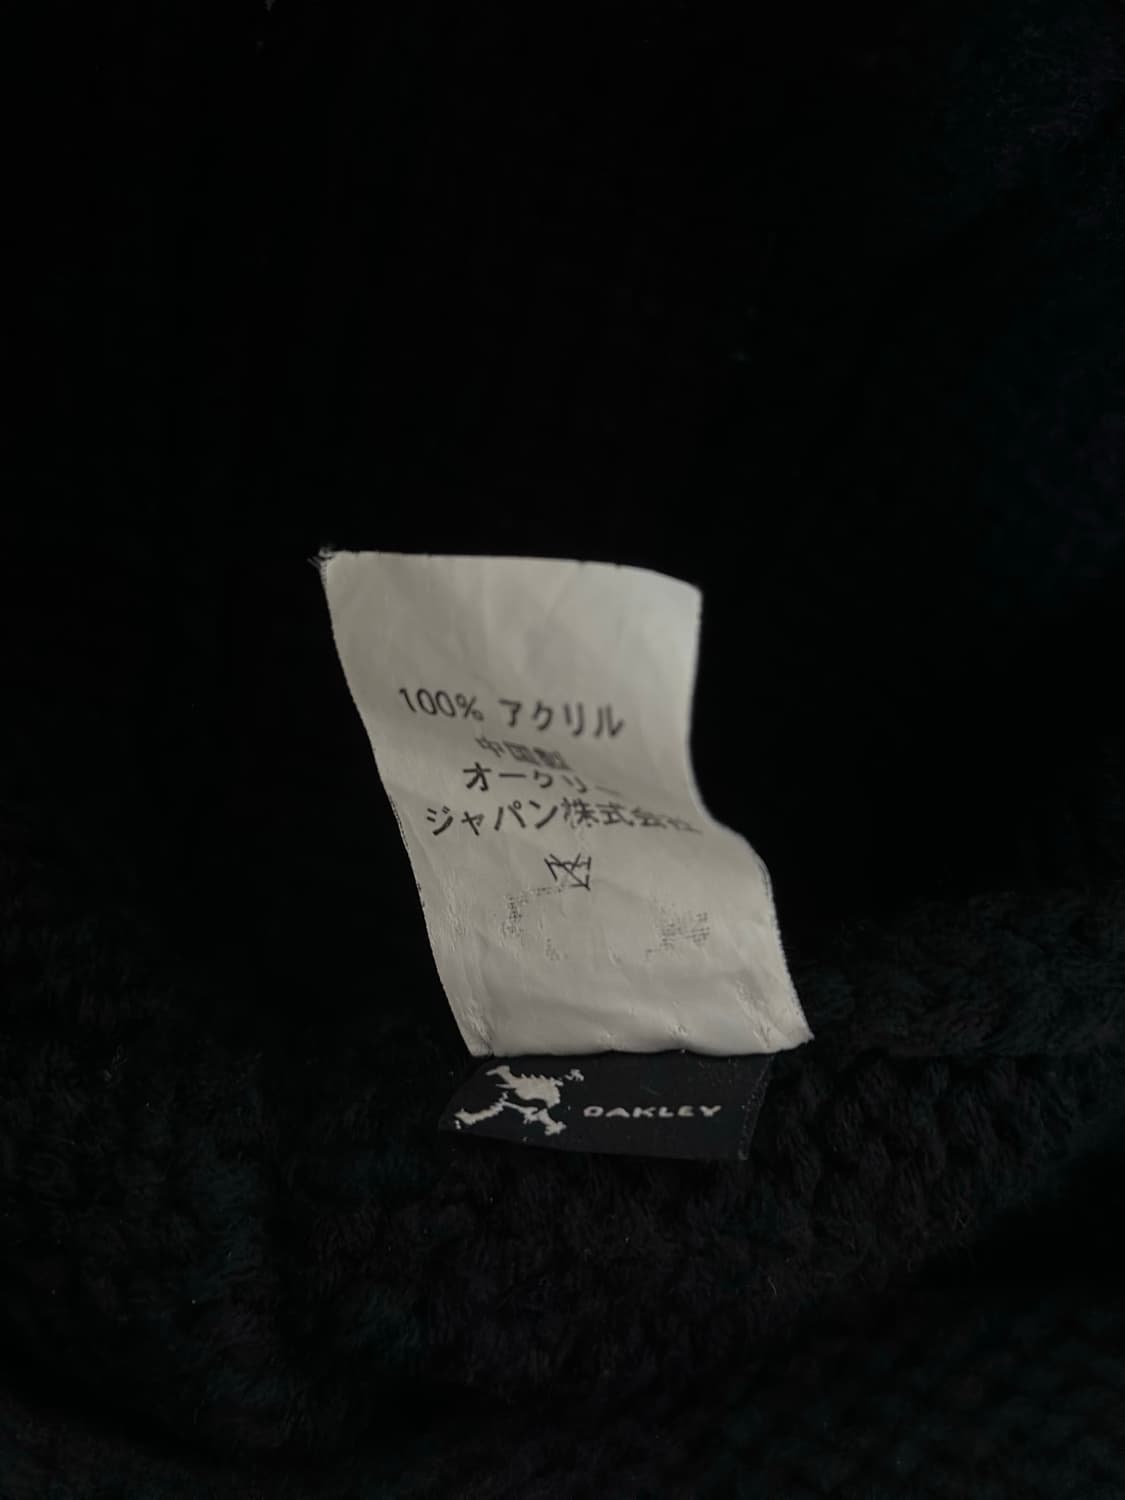 100% アクリル
中国製
オークリー
ジャパン株式会社
OAKLEY